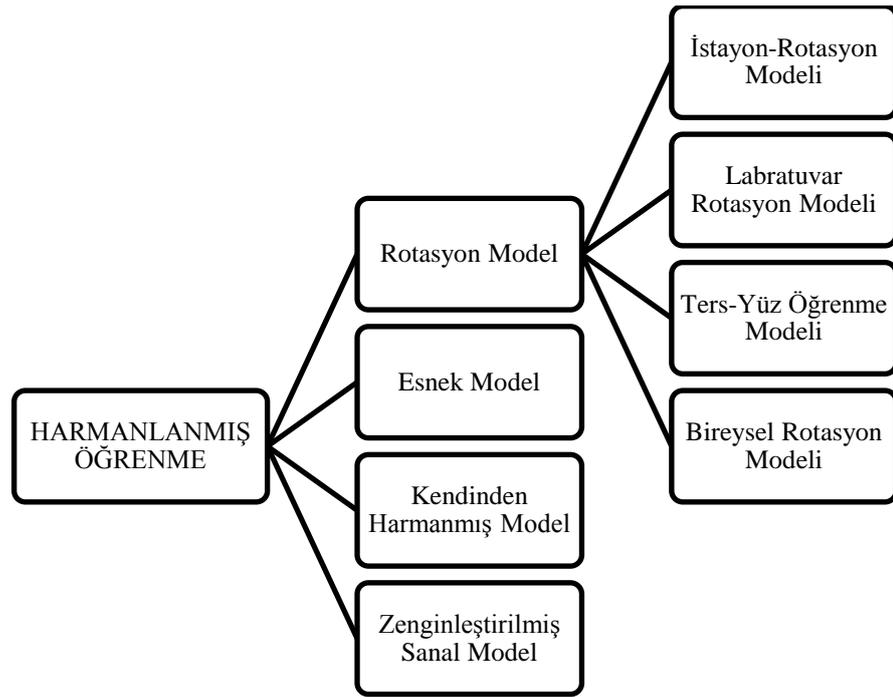 HARMANLANMIŞ
ÖĞRENME
Rotasyon Model
Esnek Model
Kendinden
Harmanmış Model
Zenginleştirilmiş
Sanal Model
İstayon-Rotasyon
Modeli
Labratuvar
Rotasyon Modeli
Ters-Yüz Öğrenme
Modeli
Bireysel Rotasyon
Modeli